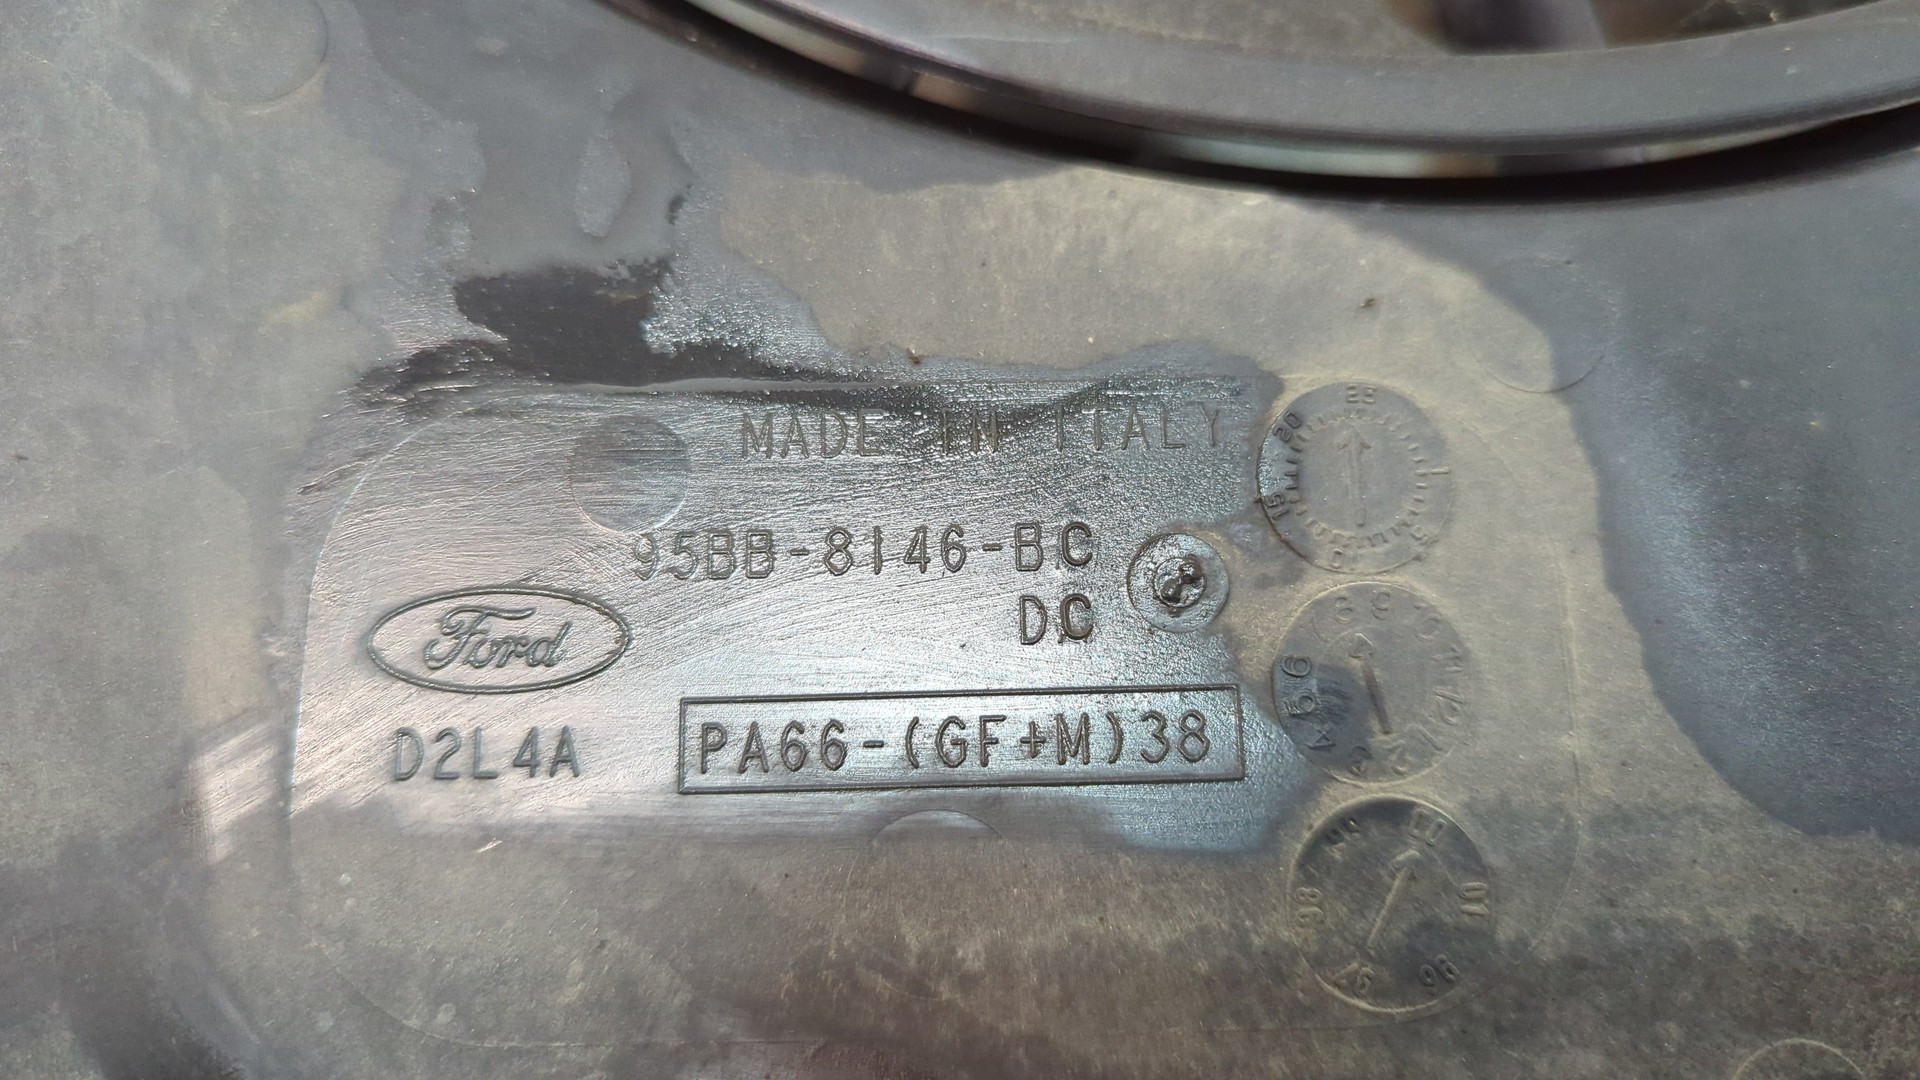 MADE IN ITALY
95BB-8146-BC
DC
Ford
D2L4A
PA66-(GF+M)38